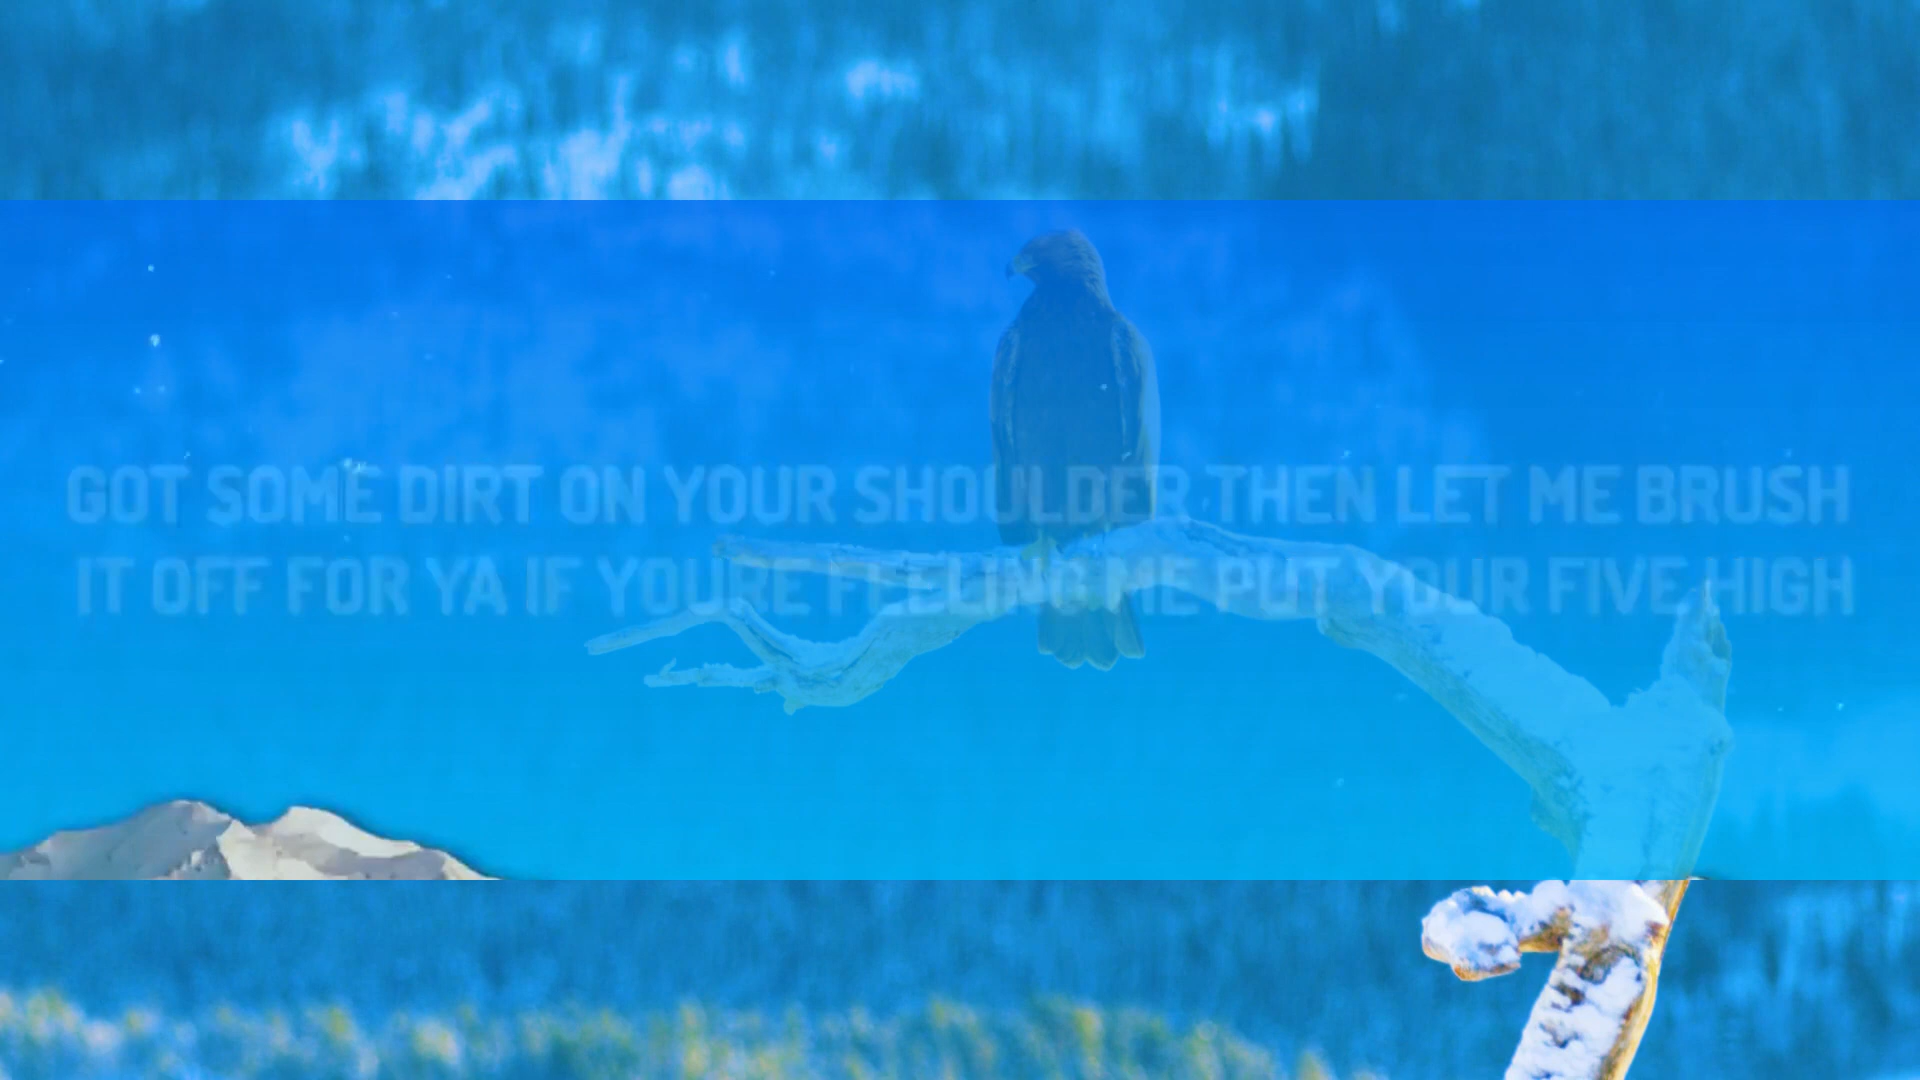 GOT SOME DIRT ON YOUR SHOULDER THEN LET ME BRUSH
IT OFF FOR YA IF YOURE FEELING ME PUT YOUR FIVE HIGH